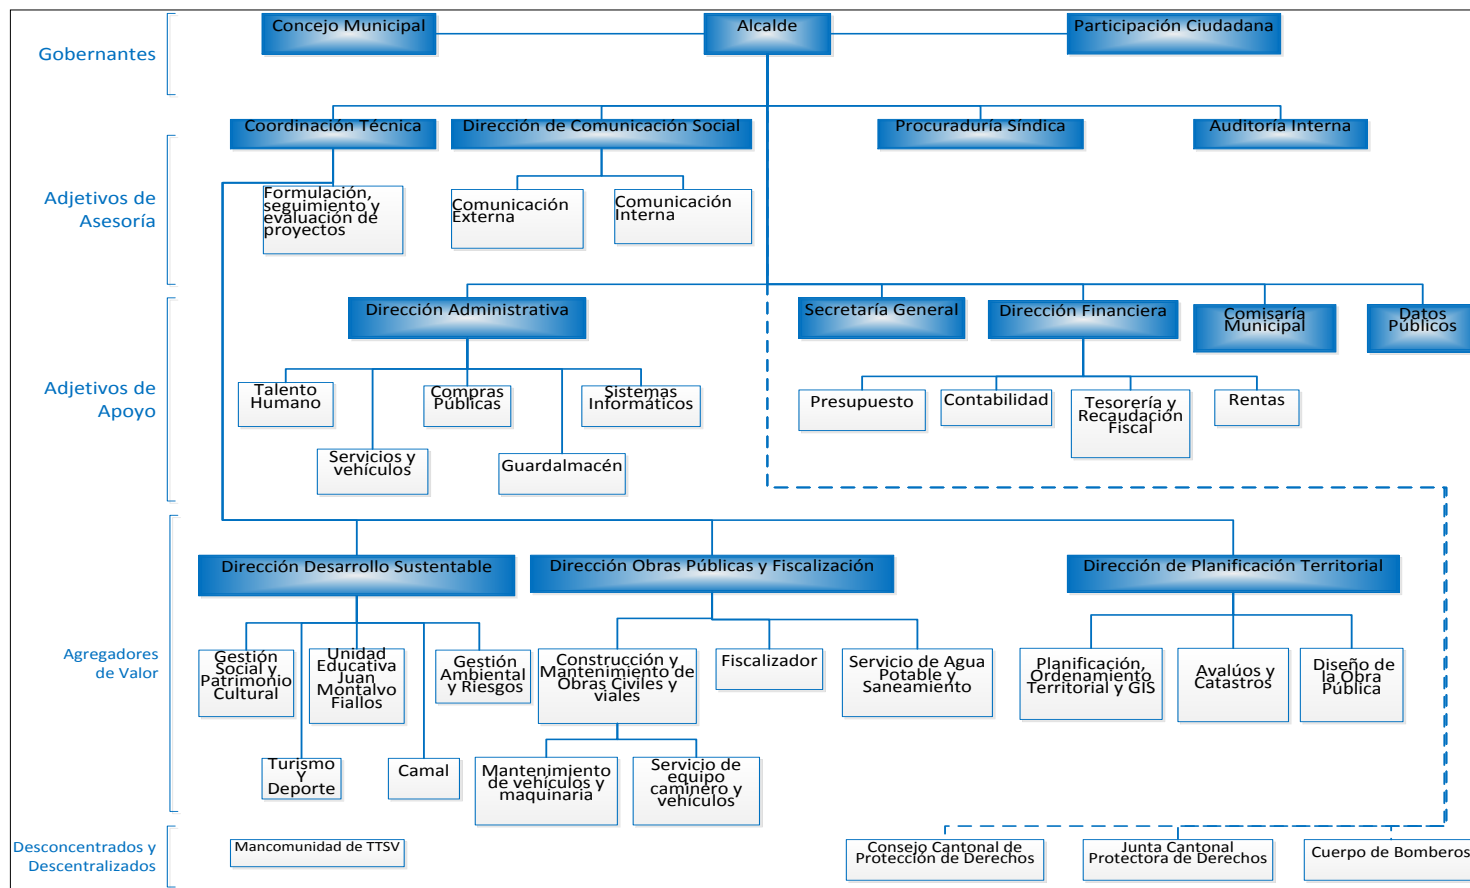 Concejo Municipal
Alcalde
Participación Ciudadana
Gobernantes
Coordinación Técnica
Dirección de Comunicación Social
Procuraduría Síndica
Auditoría Interna
Adjetivos de
Asesoría
Formulación,
seguimiento y
evaluación de
proyectos
Comunicación
Externa
Comunicación
Interna
Dirección Administrativa
Secretaría General
Dirección Financiera
Comisaría
Municipal
Datos
Públicos
Adjetivos de
Apoyo
Talento
Humano
Compras
Públicas
Sistemas
Informáticos
Servicios y
vehículos
Guardalmacén
Presupuesto
Contabilidad
Tesorería y
Recaudación
Fiscal
Rentas
Dirección Desarrollo Sustentable
Dirección Obras Públicas y Fiscalización
Dirección de Planificación Territorial
Agregadores
de Valor
Gestión
Social y
Patrimonio
Cultural
Unidad
Educativa
Juan
Montalvo
Fiallos
Gestión
Ambiental
y Riesgos
Turismo
Y
Deporte
Camal
Construcción y
Mantenimiento de
Obras Civiles y
viales
Fiscalizador
Servicio de Agua
Potable y
Saneamiento
Mantenimiento
de vehículos y
maquinaria
Servicio de
equipo
caminero y
vehículos
Planificación,
Ordenamiento
Territorial y GIS
Avalúos y
Catastros
Diseño de
la Obra
Pública
Desconcentrados y
Descentralizados
Mancomunidad de TTSV
Consejo Cantonal de
Protección de Derechos
Junta Cantonal
Protectora de Derechos
Cuerpo de Bomberos